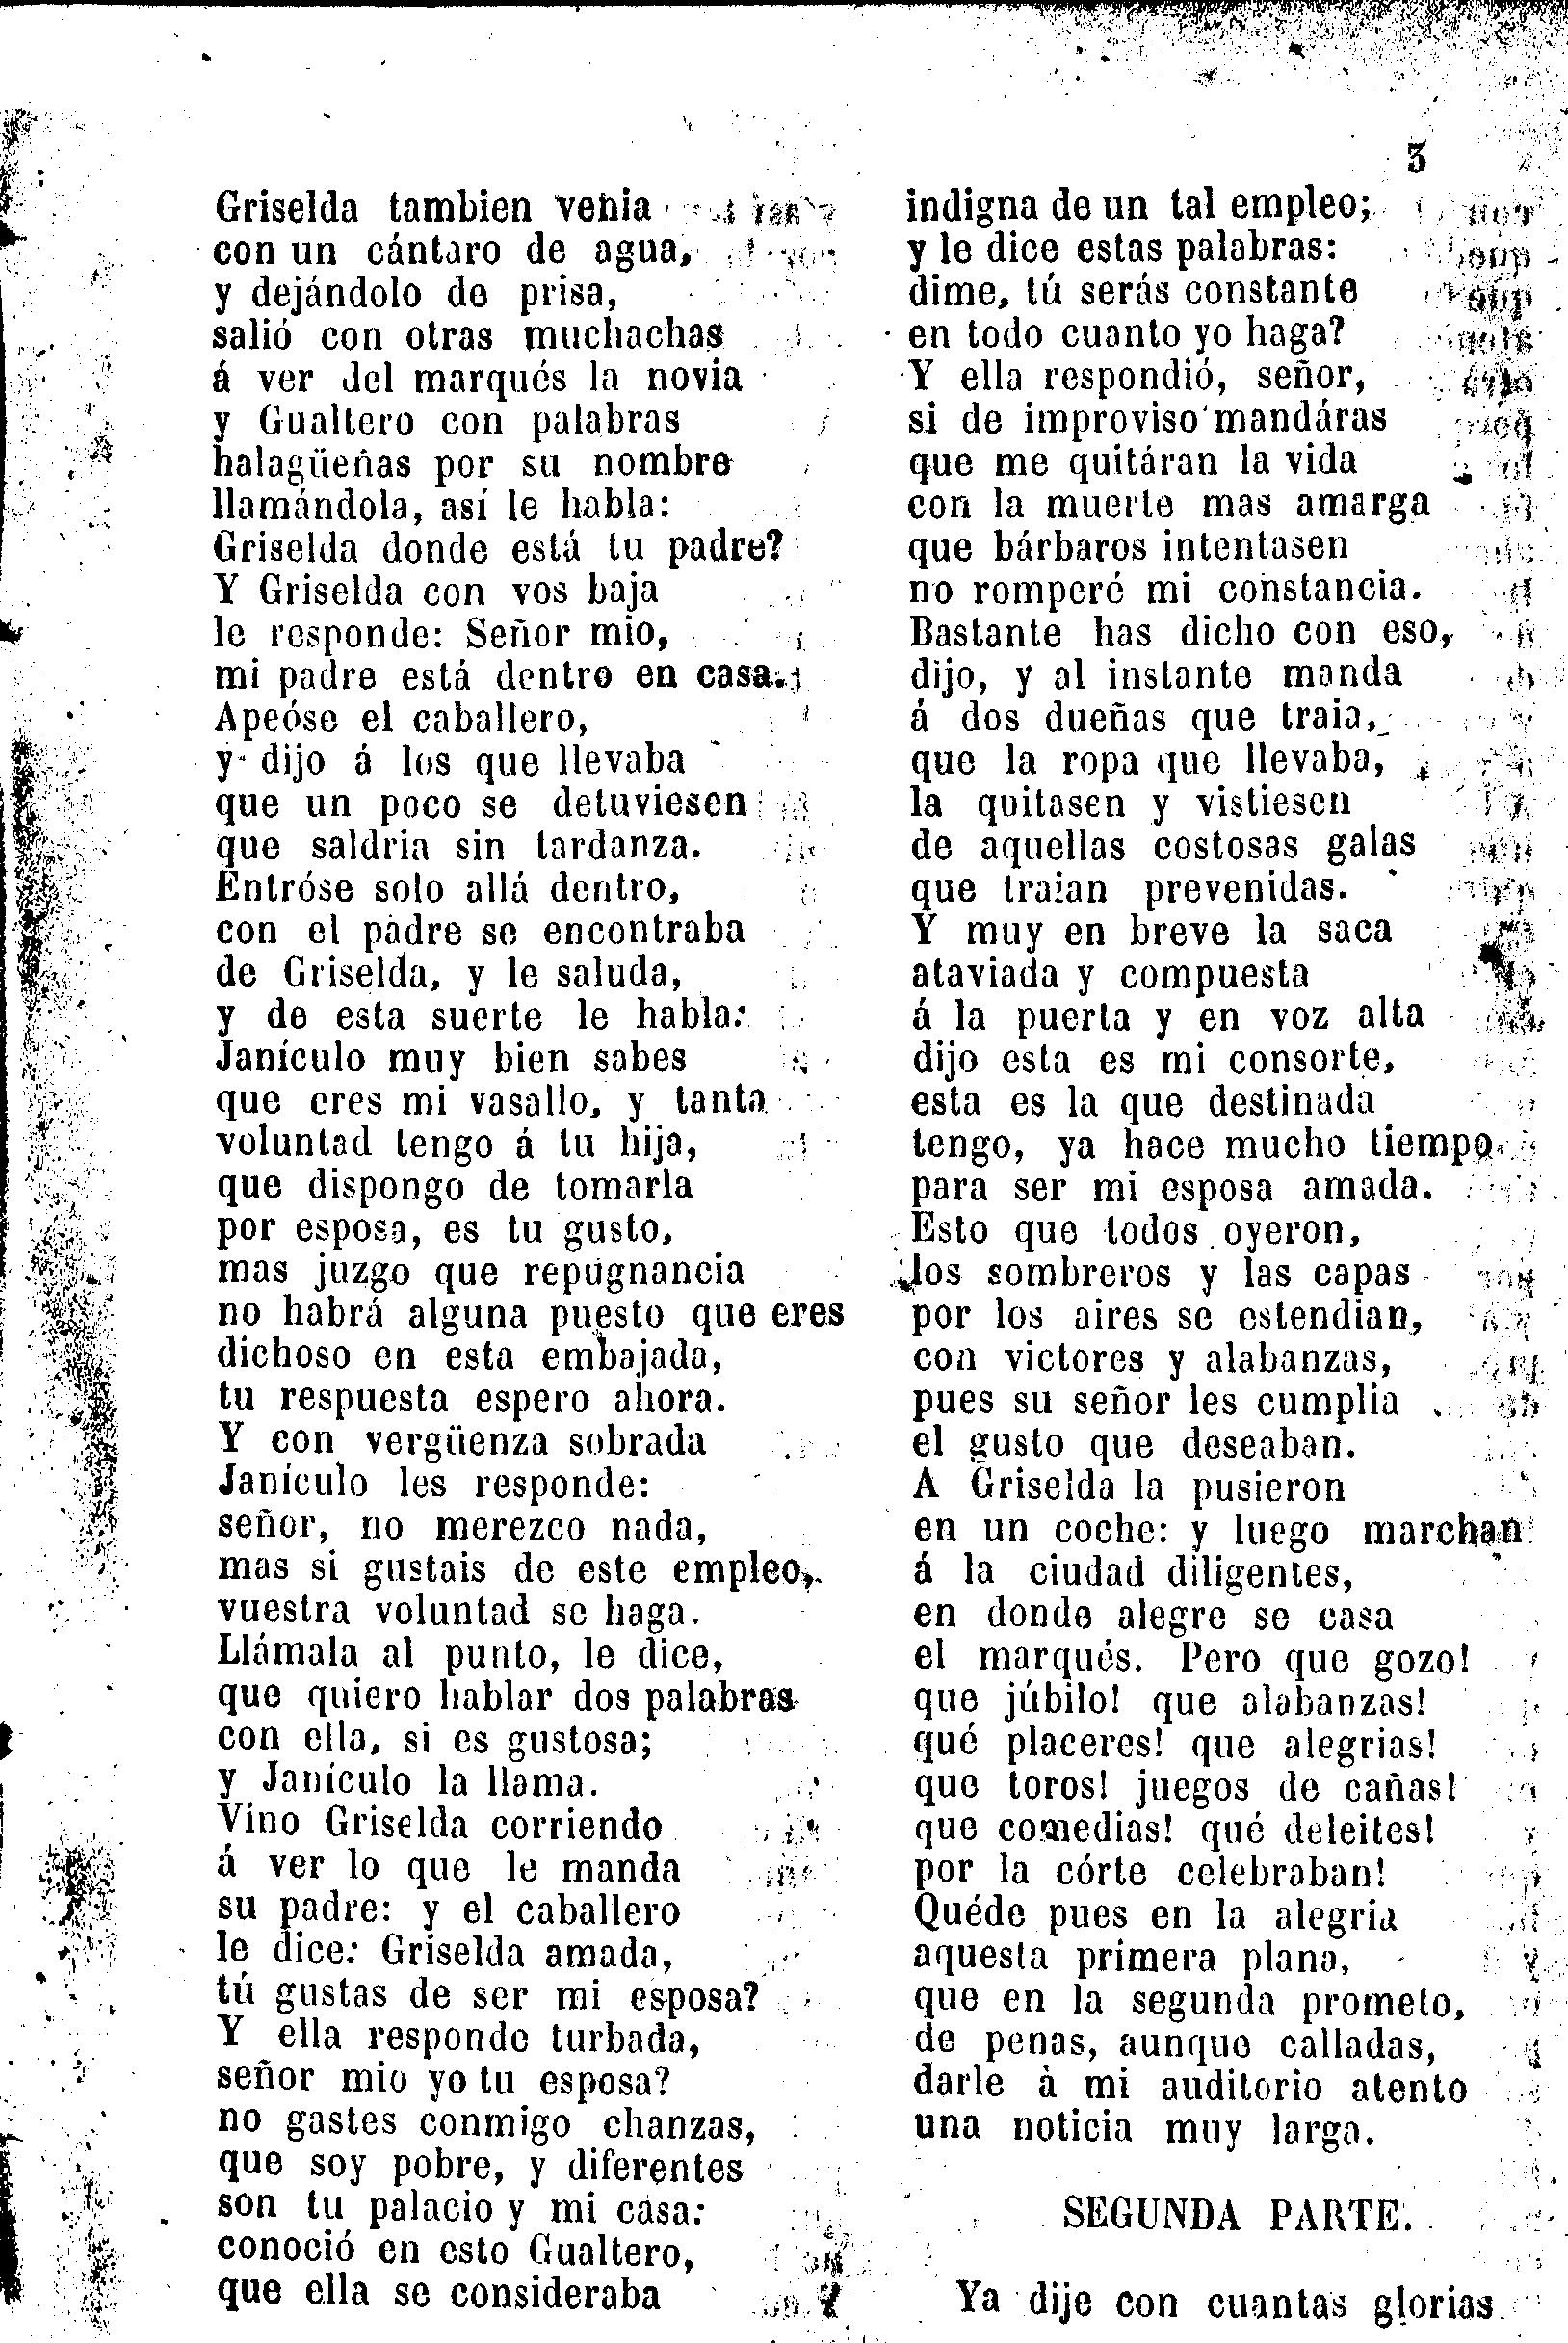 3
Griselda tambien venia
con un cántaro de agua,
y dejándolo de prisa,
salió con otras muchachas
á ver del marqués la novia
y Gualtero con palabras
halagüeñas por su nombre
llamándola, así le habla:
Griselda donde está tu padre?
Y Griselda con vos baja
le responde: Señor mio,
mi padre está dentro en casa.
Apeóse el caballero,
y dijo á los que llevaba
que un poco se detuviesen
que saldria sin tardanza.
Entróse solo allá dentro,
con el padre se encontraba
de Griselda, y le saluda,
y de esta suerte le habla:
Janículo muy bien sabes
que eres mi vasallo, y tanta
voluntad tengo á tu hija,
que dispongo de tomarla
por esposa, es tu gusto,
mas juzgo que repugnancia
no habrá alguna puesto que eres
dichoso en esta embajada,
tu respuesta espero ahora.
Y con vergüenza sobrada
Janículo les responde:
señor, no merezco nada,
mas si gustais de este empleo,
vuestra voluntad se haga.
Llámala al punto, le dice,
que quiero hablar dos palabras
con ella, si es gustosa;
y Janículo la llama.
Vino Griselda corriendo
á ver lo que le manda
su padre: y el caballero
le dice: Griselda amada,
tú gustas de ser mi esposa?
Y ella responde turbada,
señor mio yo tu esposa?
no gastes conmigo chanzas,
que soy pobre, y diferentes
son tu palacio y mi casa:
conoció en esto Gualtero,
que ella se consideraba
indigna de un tal empleo;
y le dice estas palabras:
dime, tú serás constante
en todo cuanto yo haga?
Y ella respondió, señor,
si de improviso mandáras
que me quitáran la vida
con la muerte mas amarga
que bárbaros intentasen
no romperé mi constancia.
Bastante has dicho con eso,
dijo, y al instante manda
á dos dueñas que traia,
que la ropa que llevaba,
la quitasen y vistiesen
de aquellas costosas galas
que traian prevenidas.
Y muy en breve la saca
ataviada y compuesta
á la puerta y en voz alta
dijo esta es mi consorte,
esta es la que destinada
tengo, ya hace mucho tiempo
para ser mi esposa amada.
Esto que todos oyeron,
los sombreros y las capas
por los aires se estendian,
con victores y alabanzas,
pues su señor les cumplia
el gusto que deseaban.
A Griselda la pusieron
en un coche: y luego marchan
á la ciudad diligentes,
en donde alegre se casa
el marqués. Pero que gozo!
que júbilo! que alabanzas!
qué placeres! que alegrias!
que toros! juegos de cañas!
que comedias! qué deleites!
por la córte celebraban!
Quéde pues en la alegria
aquesta primera plana,
que en la segunda prometo,
de penas, aunque calladas,
darle à mi auditorio atento
una noticia muy larga.
SEGUNDA PARTE.
Ya dije con cuantas glorias